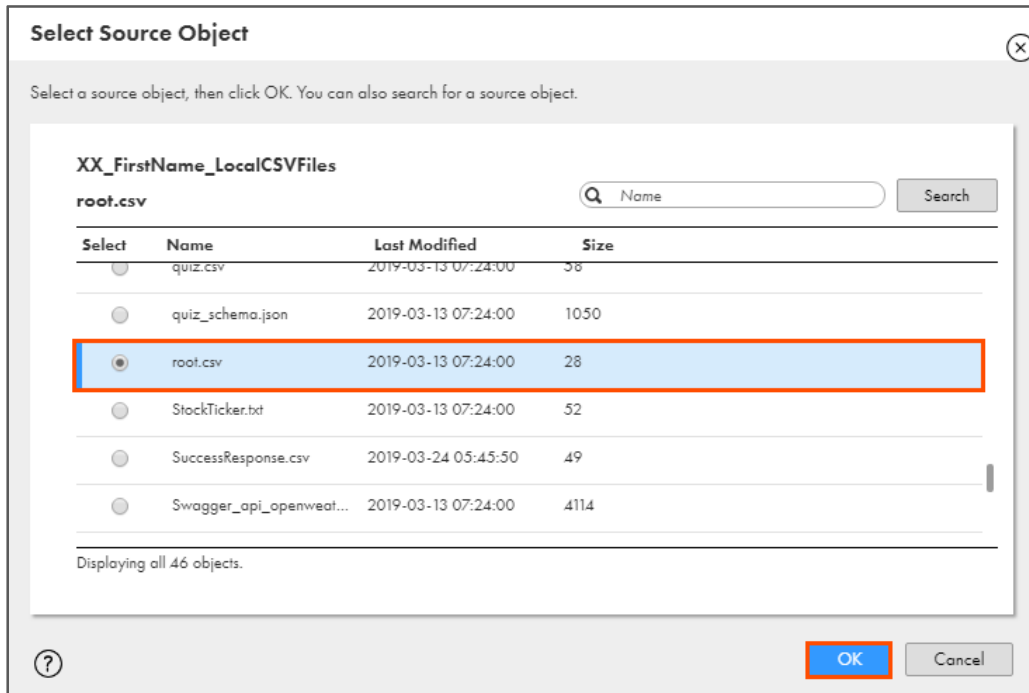 Select Source Object
Select a source object, then click OK. You can also search for a source object.
XX_FirstName_LocalCSVFiles
root.csv
Name Search
Select Name Last Modified Size
quiz.csv 2019-03-13 07:24:00 58
quiz_schema.json 2019-03-13 07:24:00 1050
root.csv 2019-03-13 07:24:00 28
StockTicker.txt 2019-03-13 07:24:00 52
SuccessResponse.csv 2019-03-24 05:45:50 49
Swagger_api_openweat... 2019-03-13 07:24:00 4114
Displaying all 46 objects.
? OK Cancel